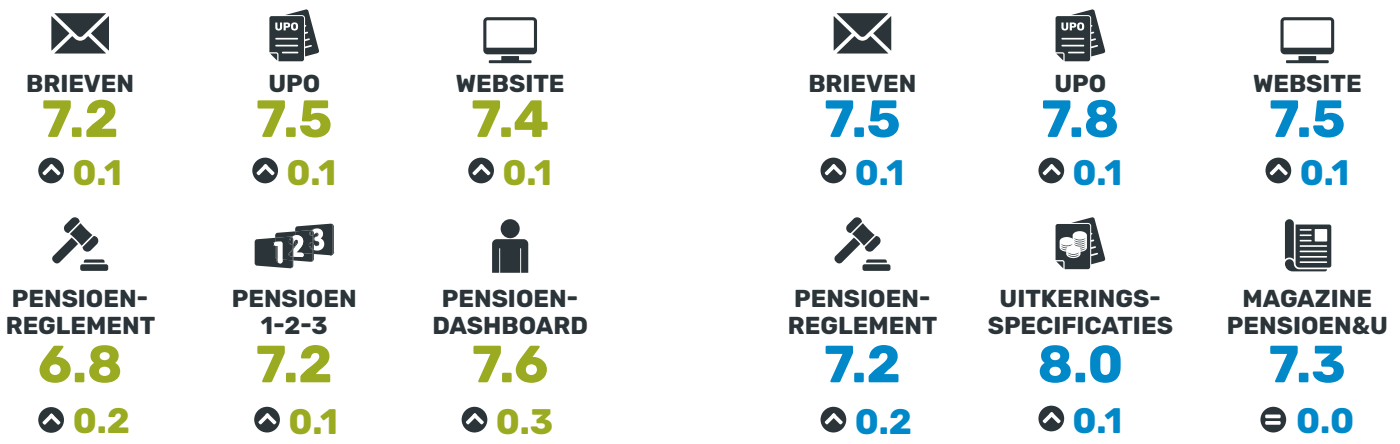 UPO
BRIEVEN
7.2
0.1
UPO
7.5
0.1
WEBSITE
7.4
0.1
PENSIOEN-
REGLEMENT
6.8
0.2
1 2 3
PENSIOEN
1-2-3
7.2
0.1
PENSIOEN-
DASHBOARD
7.6
0.3
BRIEVEN
7.5
0.1
UPO
UPO
7.8
0.1
WEBSITE
7.5
0.1
PENSIOEN-
REGLEMENT
7.2
0.2
UITKERINGS-
SPECIFICATIES
8.0
0.1
MAGAZINE
PENSIOEN&U
7.3
0.0